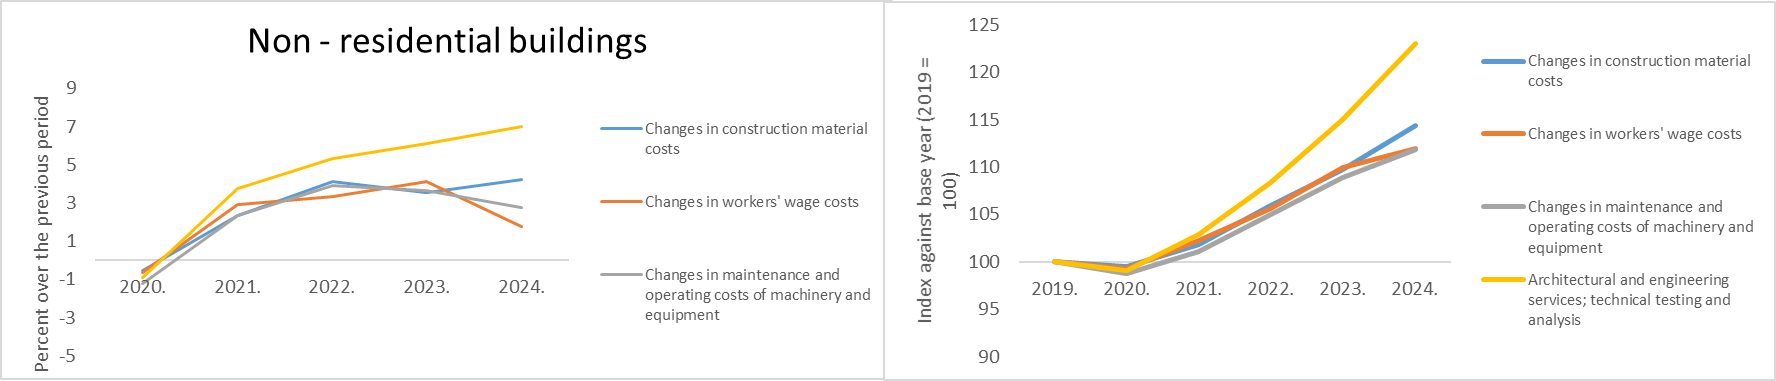 Non - residential buildings
Percent over the previous period
9
7
5
3
1
-1
-3
-5
2020. 2021. 2022. 2023. 2024.
Changes in construction material
costs
Changes in workers' wage costs
Changes in maintenance and
operating costs of machinery and
equipment
Index against base year (2019 =
100)
125
120
115
110
105
100
95
90
2019. 2020. 2021. 2022. 2023. 2024.
Changes in construction material
costs
Changes in workers' wage costs
Changes in maintenance and
operating costs of machinery and
equipment
Architectural and engineering
services; technical testing and
analysis